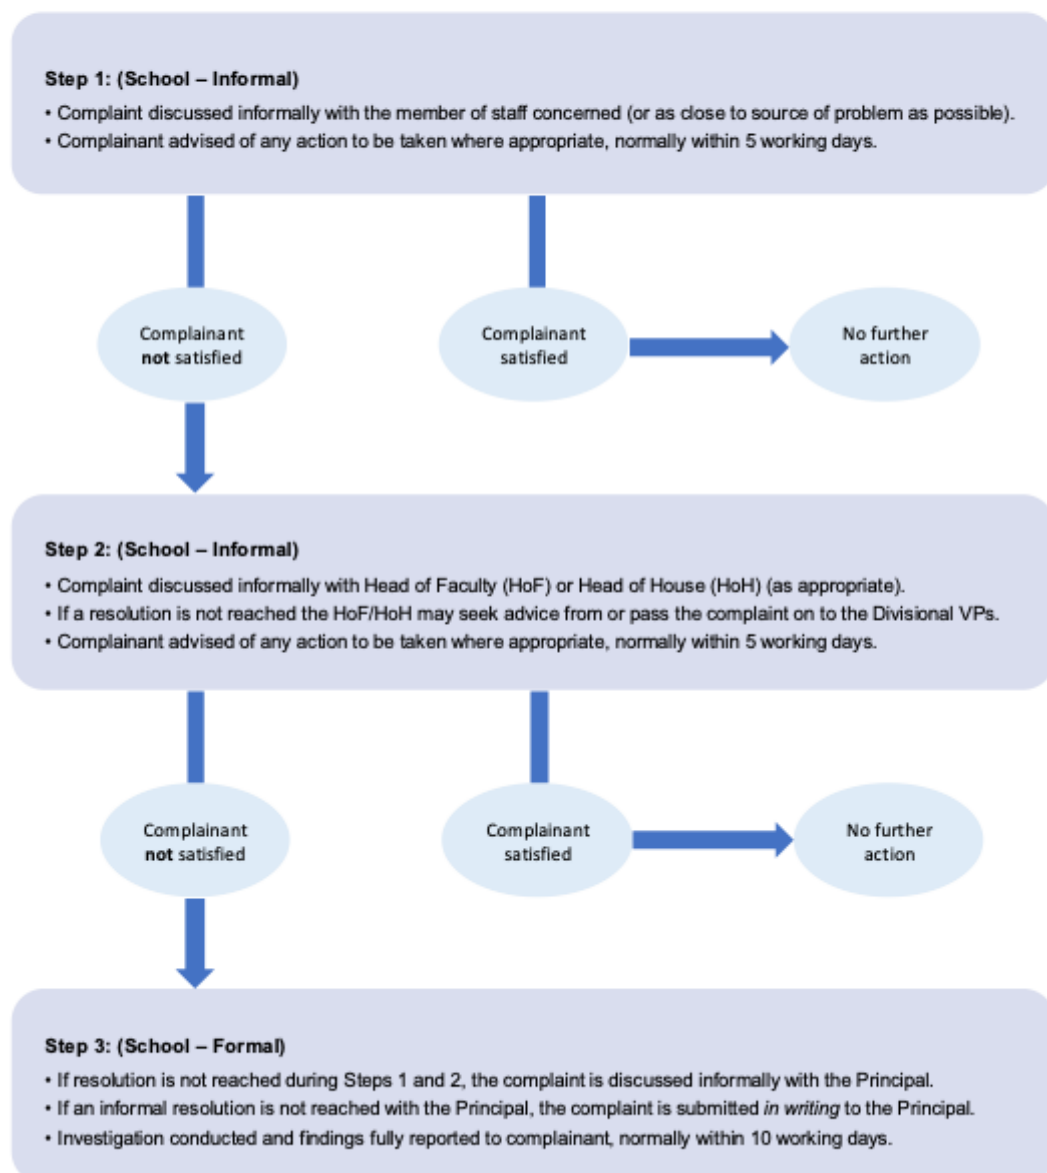 Step 1: (School – Informal)
• Complaint discussed informally with the member of staff concerned (or as close to source of problem as possible).
• Complainant advised of any action to be taken where appropriate, normally within 5 working days.
Complainant
not satisfied
Complainant
satisfied
No further
action
Step 2: (School – Informal)
• Complaint discussed informally with Head of Faculty (HoF) or Head of House (HoH) (as appropriate).
• If a resolution is not reached the HoF/HoH may seek advice from or pass the complaint on to the Divisional VPs.
• Complainant advised of any action to be taken where appropriate, normally within 5 working days.
Complainant
not satisfied
Complainant
satisfied
No further
action
Step 3: (School – Formal)
• If resolution is not reached during Steps 1 and 2, the complaint is discussed informally with the Principal.
• If an informal resolution is not reached with the Principal, the complaint is submitted in writing to the Principal.
• Investigation conducted and findings fully reported to complainant, normally within 10 working days.